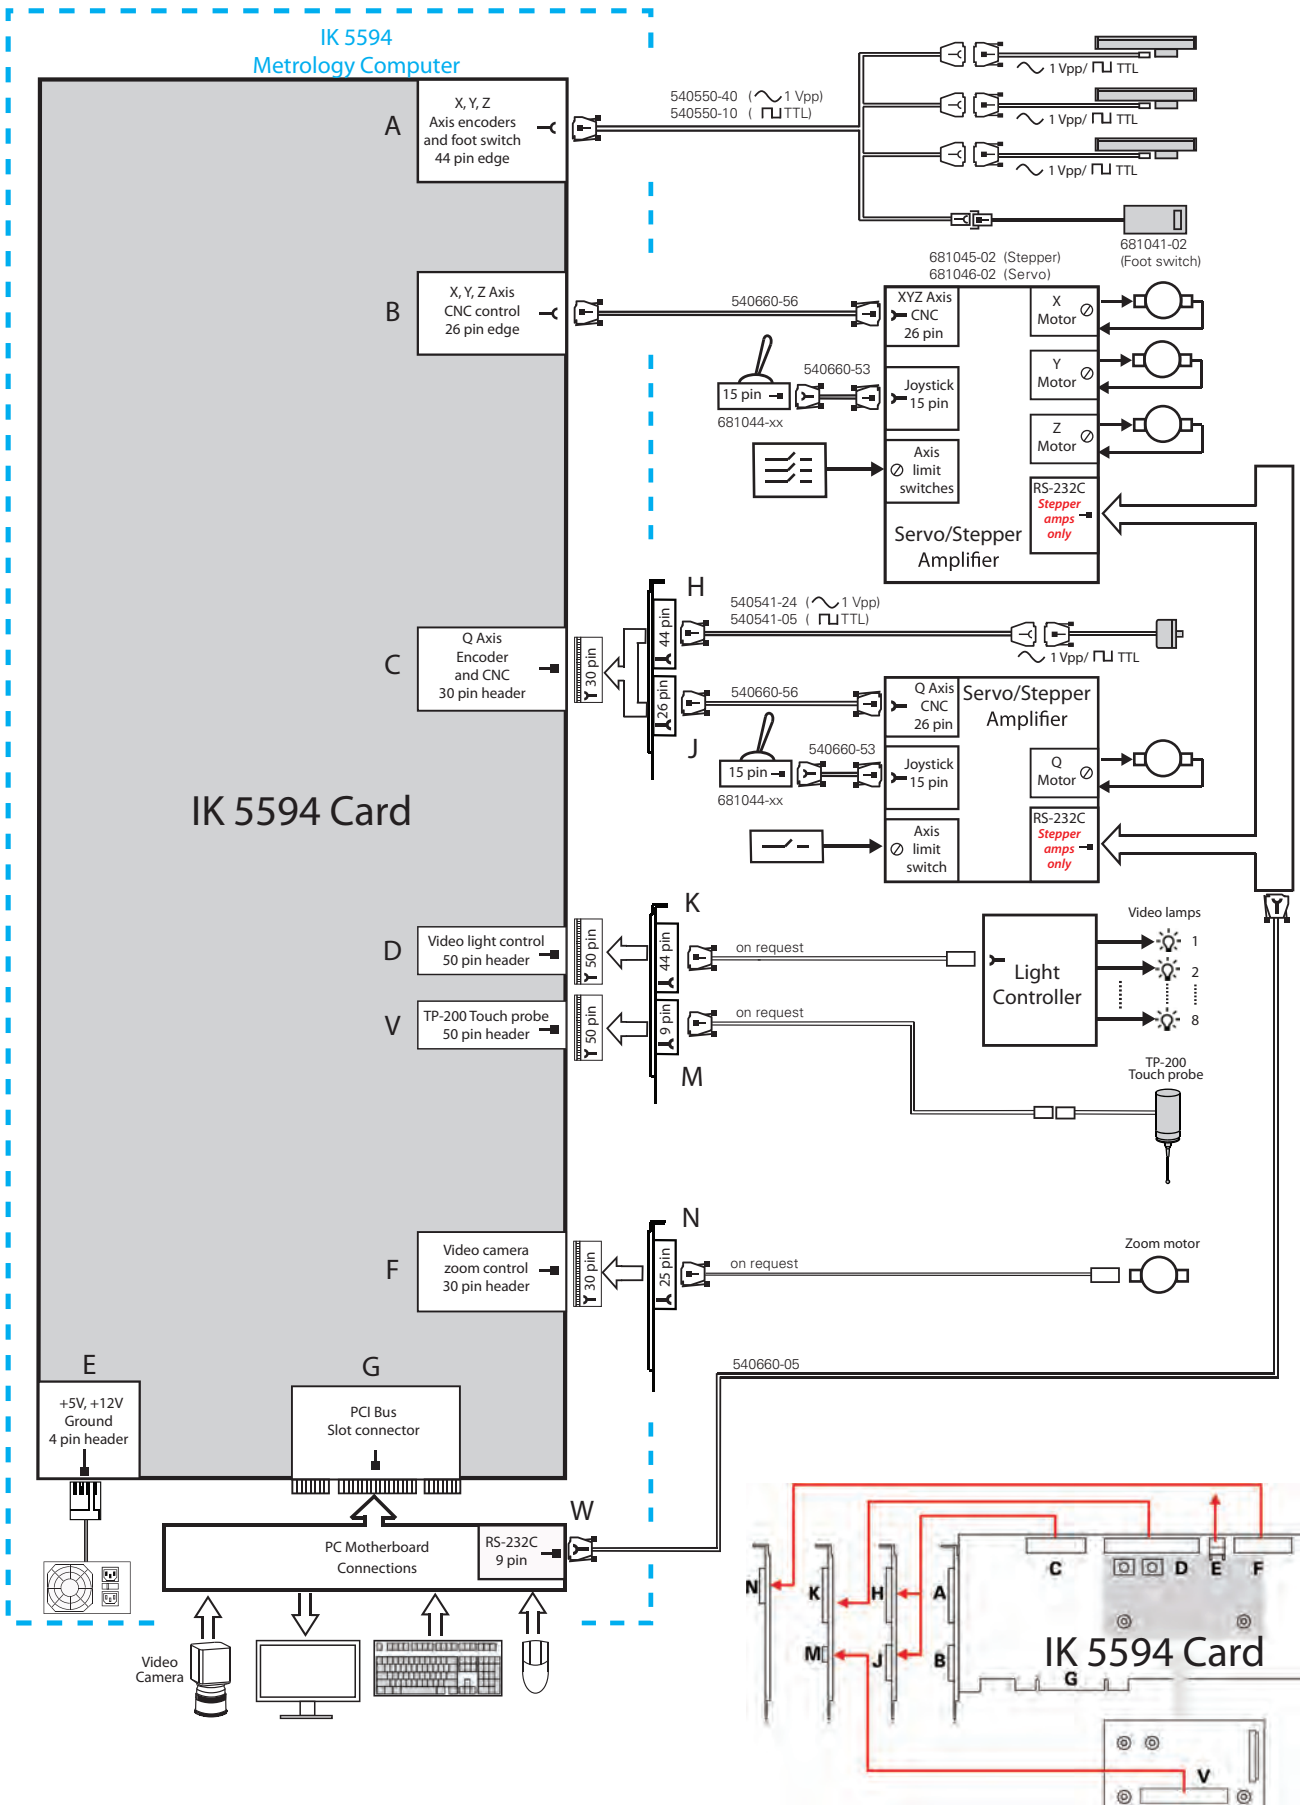 IK 5594
Metrology Computer
A
X, Y, Z
Axis encoders
and foot switch
44 pin edge
540550-40 ( 1 Vpp)
540550-10 ( TTL)
1 Vpp/ TTL
1 Vpp/ TTL
1 Vpp/ TTL
681041-02
(Foot switch)
B
X, Y, Z Axis
CNC control
26 pin edge
540660-56
681045-02 (Stepper)
681046-02 (Servo)
XYZ Axis
CNC
26 pin
X
Motor
Y
Motor
Z
Motor
540660-53
15 pin
681044-xx
Joystick
15 pin
Axis
limit
switches
RS-232C
Stepper
amps
only
Servo/Stepper
Amplifier
C
Q Axis
Encoder
and CNC
30 pin header
30 pin
H
44 pin
26 pin
J
540541-24 ( 1 Vpp)
540541-05 ( TTL)
1 Vpp/ TTL
540660-56
Q Axis
CNC
26 pin
Servo/Stepper
Amplifier
540660-53
15 pin
681044-xx
Joystick
15 pin
Q
Motor
Axis
limit
switch
RS-232C
Stepper
amps
only
IK 5594 Card
D
Video light control
50 pin header
50 pin
K
44 pin
on request
Light
Controller
Video lamps
1
2
8
V
TP-200 Touch probe
50 pin header
50 pin
9 pin
M
on request
TP-200
Touch probe
F
Video camera
zoom control
30 pin header
30 pin
N
25 pin
on request
Zoom motor
540660-05
E
+5V, +12V
Ground
4 pin header
G
PCI Bus
Slot connector
W
PC Motherboard
Connections
RS-232C
9 pin
Video
Camera
N
K
M
H
J
A
B
C
D
E
F
G
IK 5594 Card
V